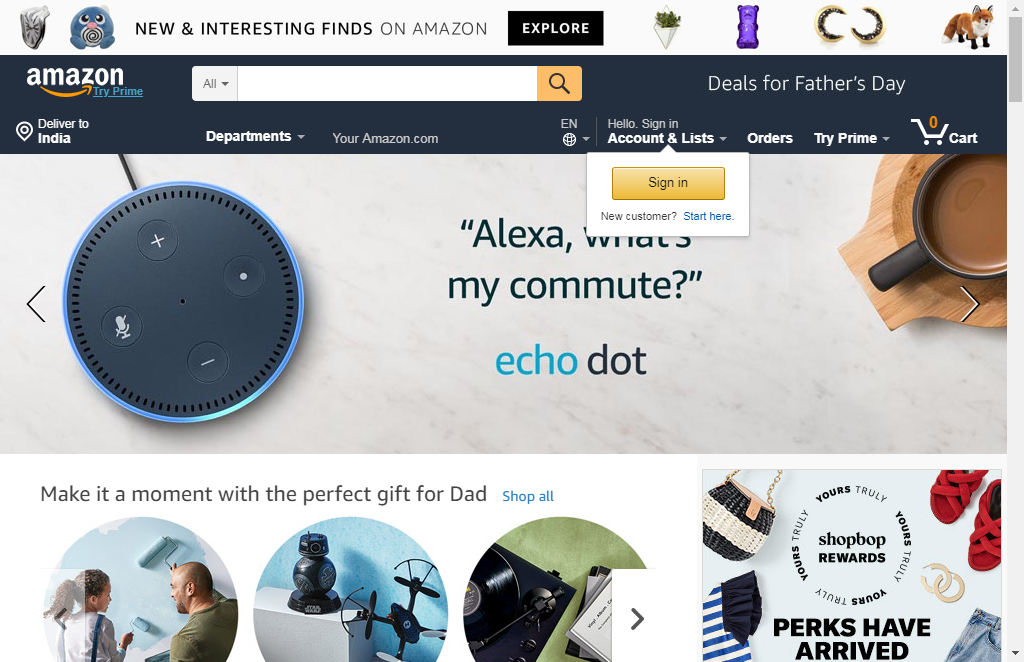 NEW & INTERESTING FINDS ON AMAZON
EXPLORE
amazon
Try Prime
All
Deals for Father's Day
Deliver to
India
Departments
Your Amazon.com
EN
Hello. Sign in
Account & Lists
Orders
Try Prime
0
Cart
Sign in
New customer? Start here.
“Alexa, what's
my commute?”
echo dot
Make it a moment with the perfect gift for Dad
Shop all
STAR WARS
YOURS TRULY
YOURS TRULY
YOURS TRULY
YOURS TRULY
shopbop
REWARDS
PERKS HAVE
ARRIVED